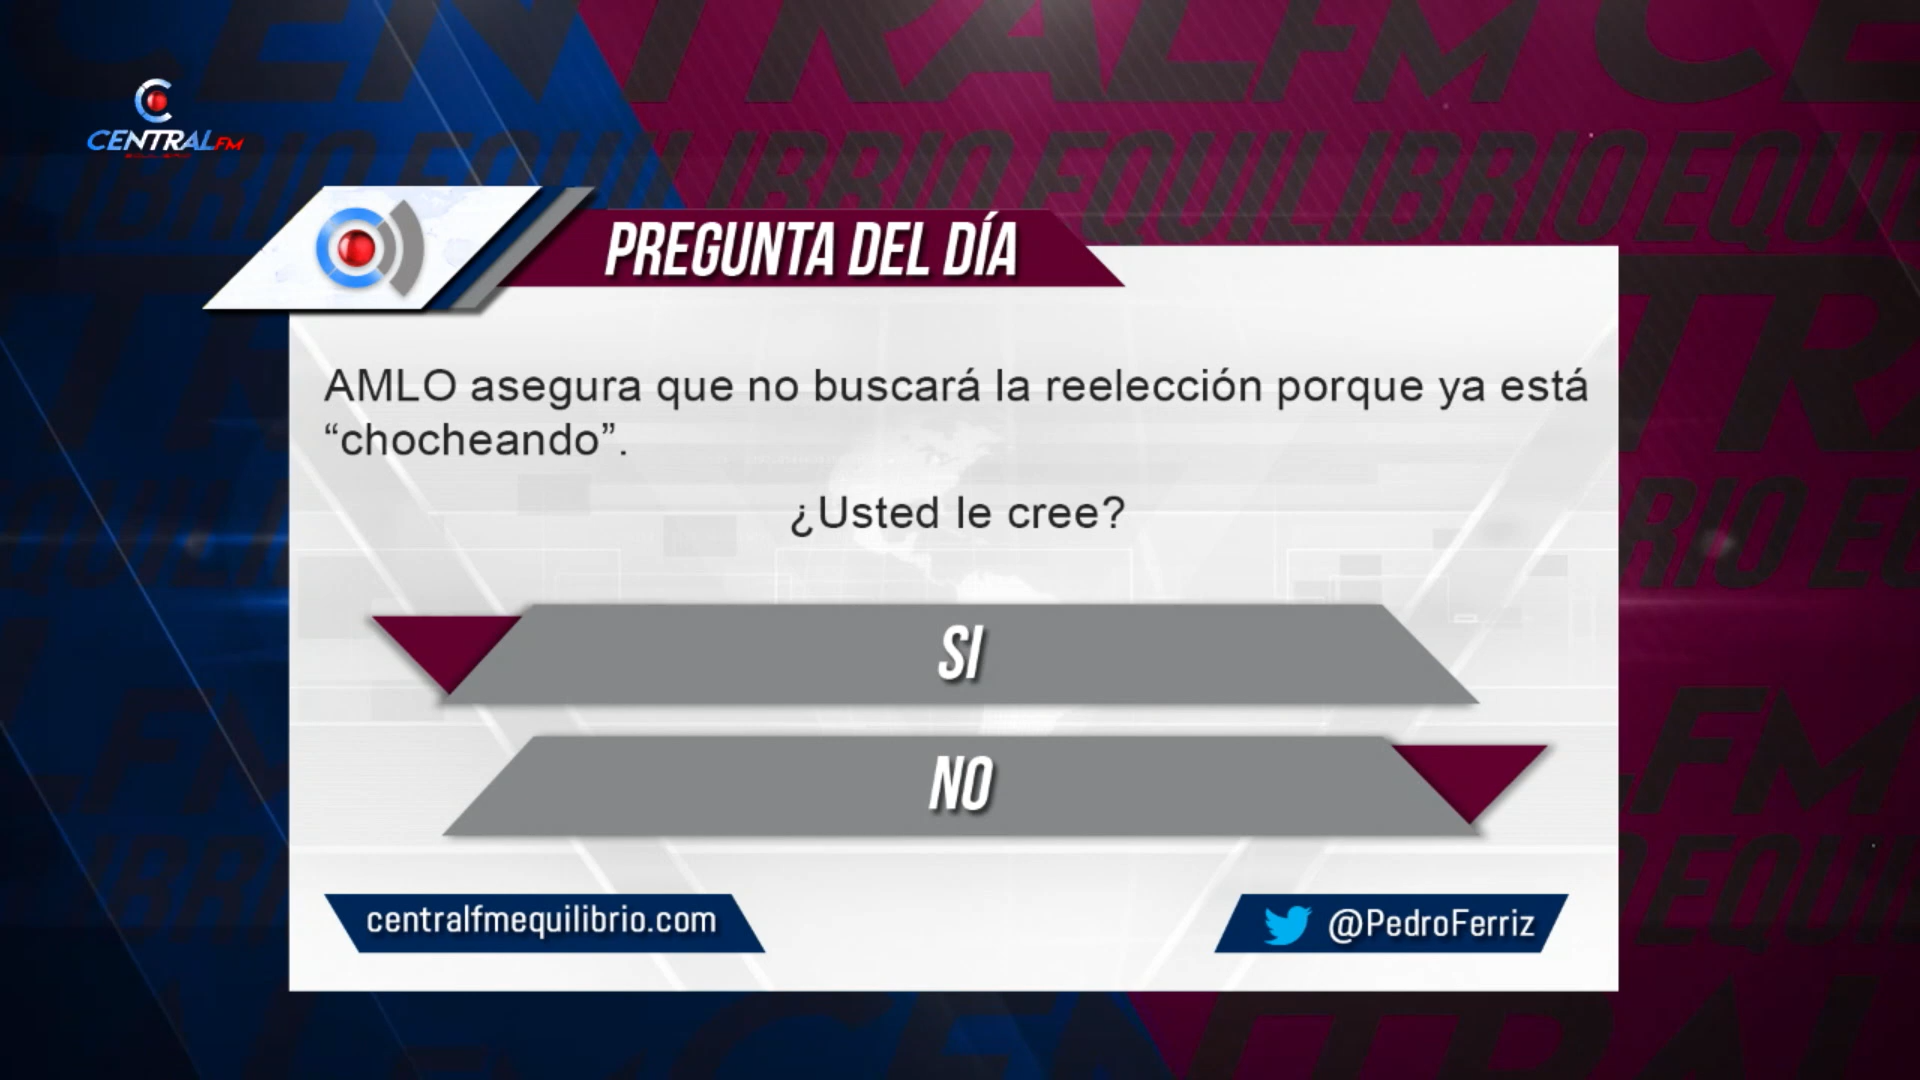 CENTRALFM
PREGUNTA DEL DÍA
AMLO asegura que no buscará la reelección porque ya está
“chocheando”.
¿Usted le cree?
SI
NO
centralfmequilibrio.com
@PedroFerriz